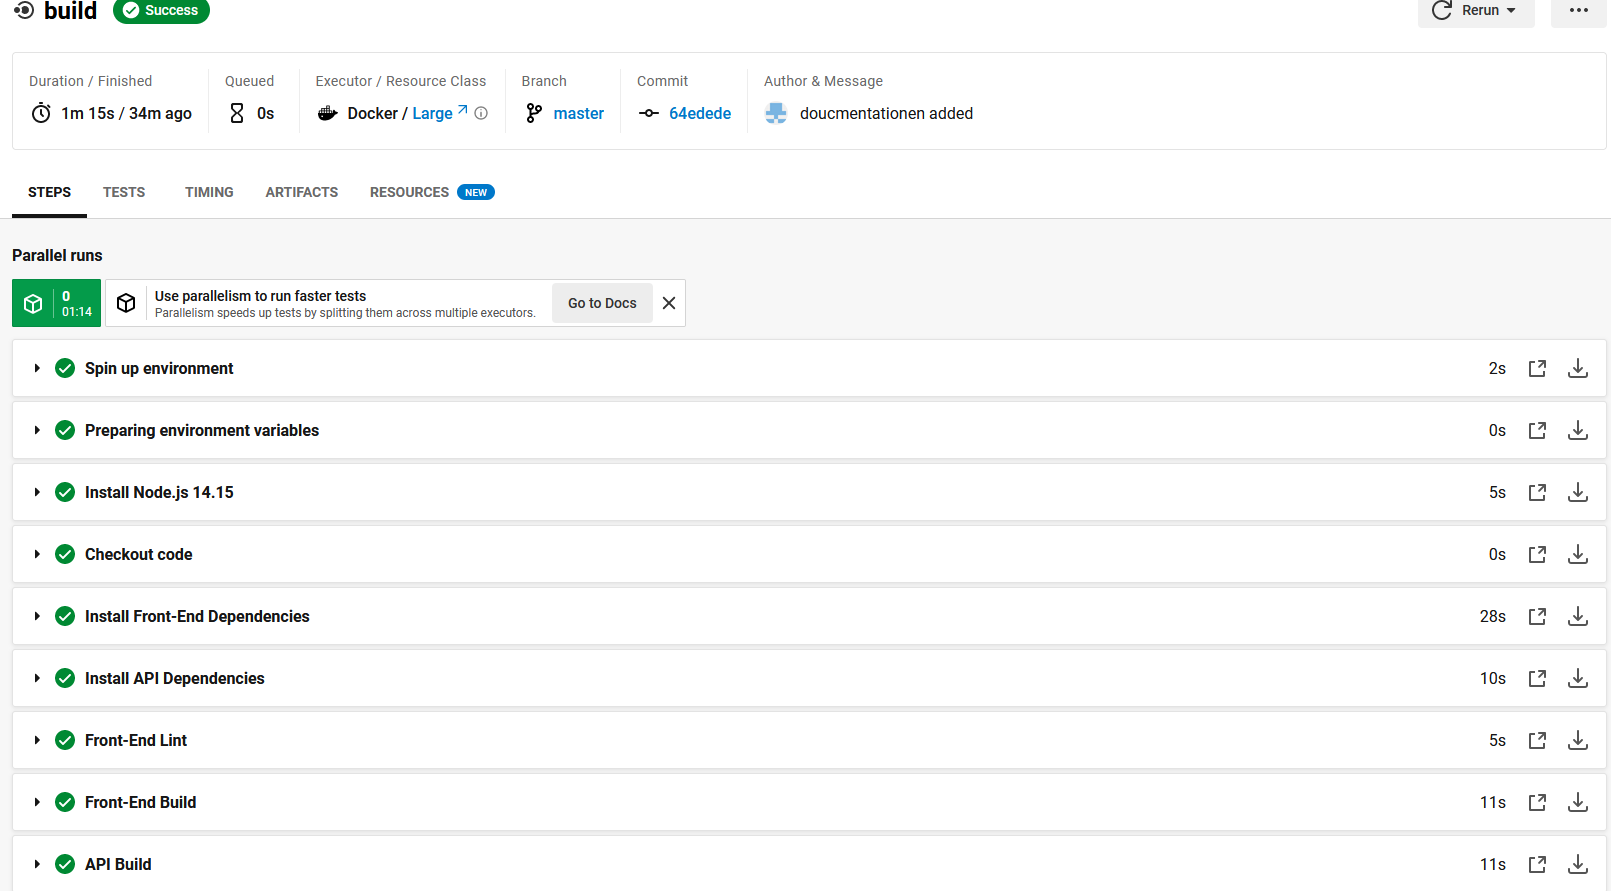 build Success Rerun
Duration / Finished Queued Executor / Resource Class Branch Commit Author & Message
1m 15s / 34m ago 0s Docker / Large master 64edede doucmentationen added
STEPS TESTS TIMING ARTIFACTS RESOURCES NEW
Parallel runs
0
01:14
Use parallelism to run faster tests
Parallelism speeds up tests by splitting them across multiple executors.
Go to Docs
Spin up environment 2s
Preparing environment variables 0s
Install Node.js 14.15 5s
Checkout code 0s
Install Front-End Dependencies 28s
Install API Dependencies 10s
Front-End Lint 5s
Front-End Build 11s
API Build 11s